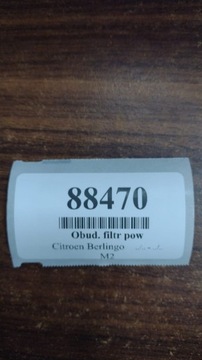 88470
Obud. filtr pow
Citroen Berlingo
M2